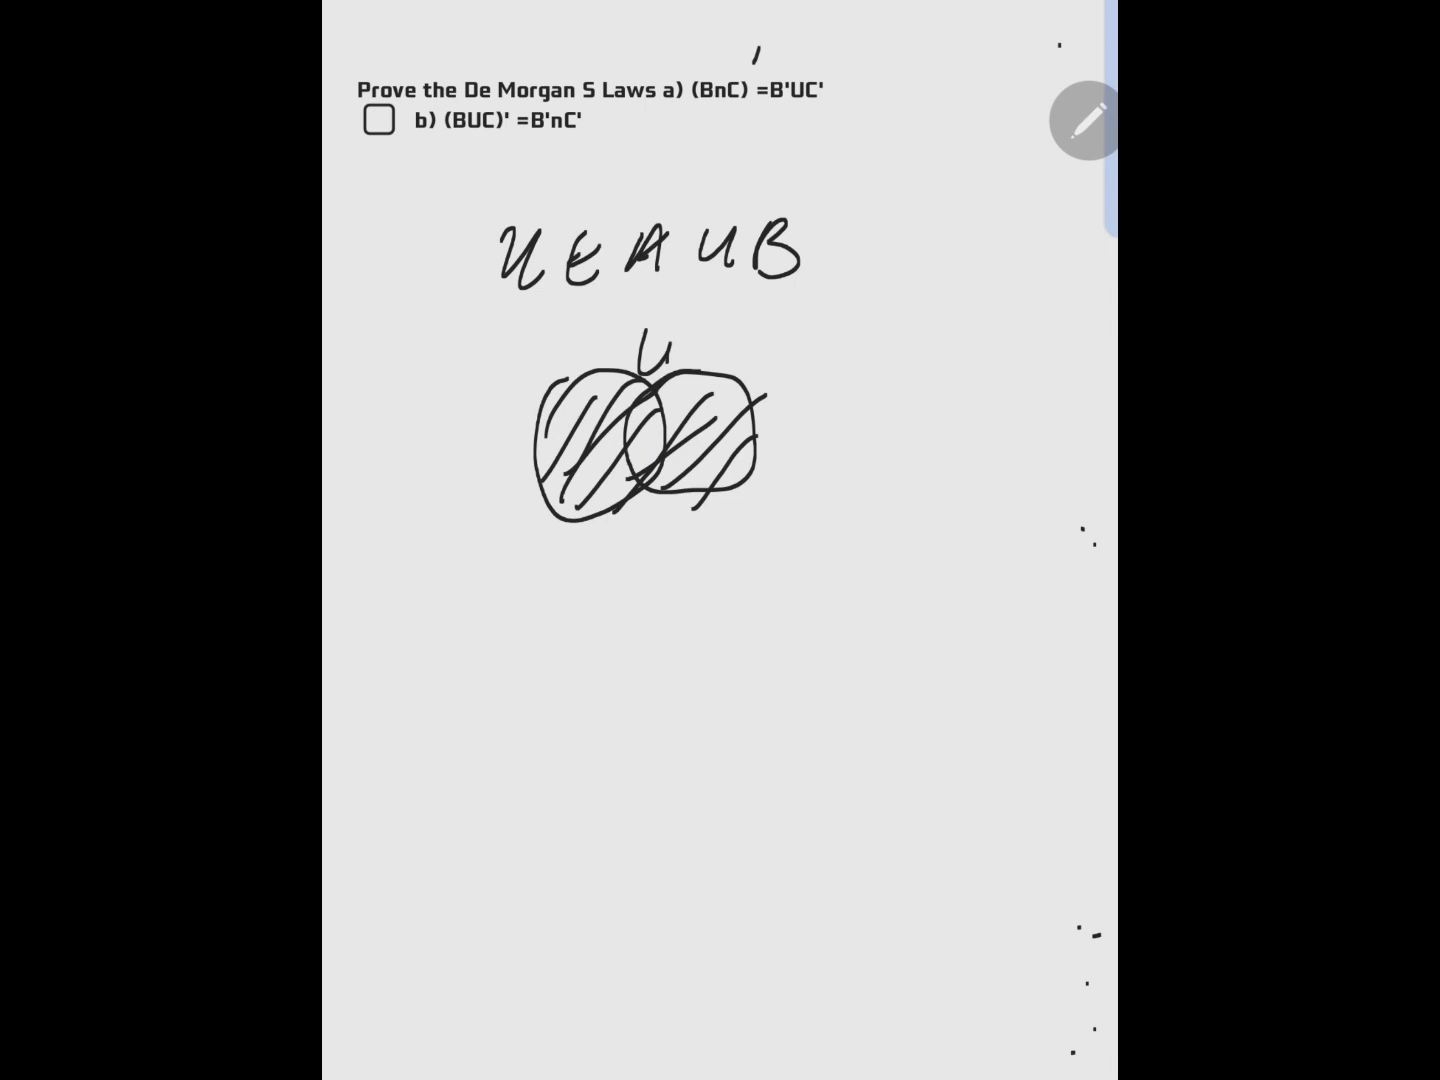 Prove the De Morgan S Laws a) (BnC) =B'UC'
b) (BUC)' =B'nC'
x E A U B
U